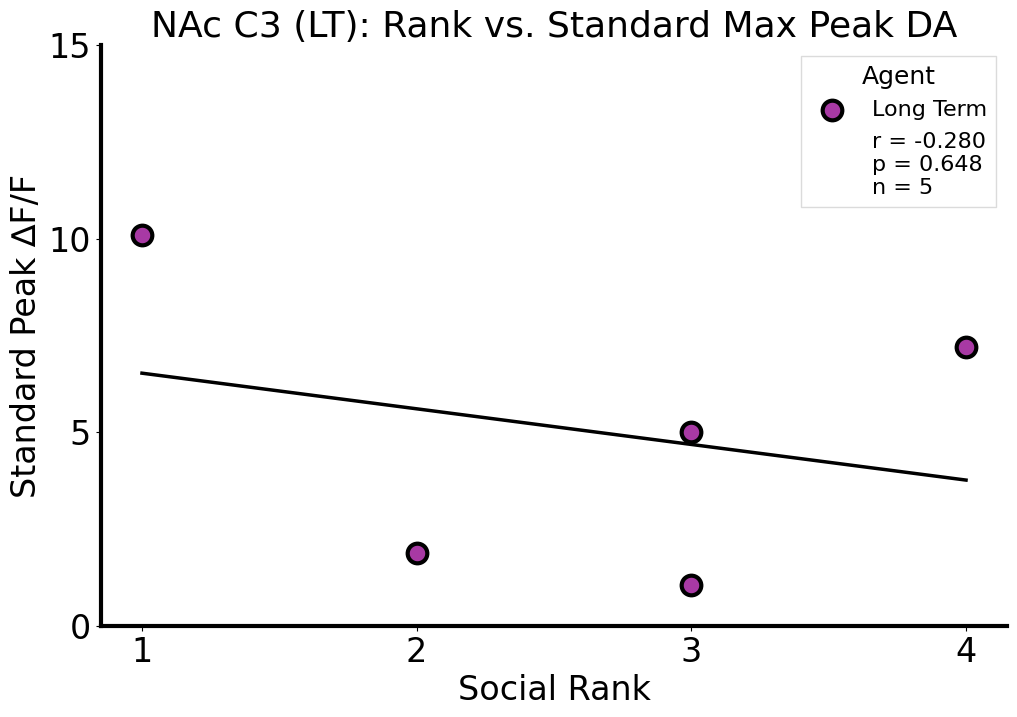 NAc C3 (LT): Rank vs. Standard Max Peak DA
15
10
5
0
Standard Peak ΔF/F
Agent
Long Term
r = -0.280
p = 0.648
n = 5
1
2
3
4
Social Rank